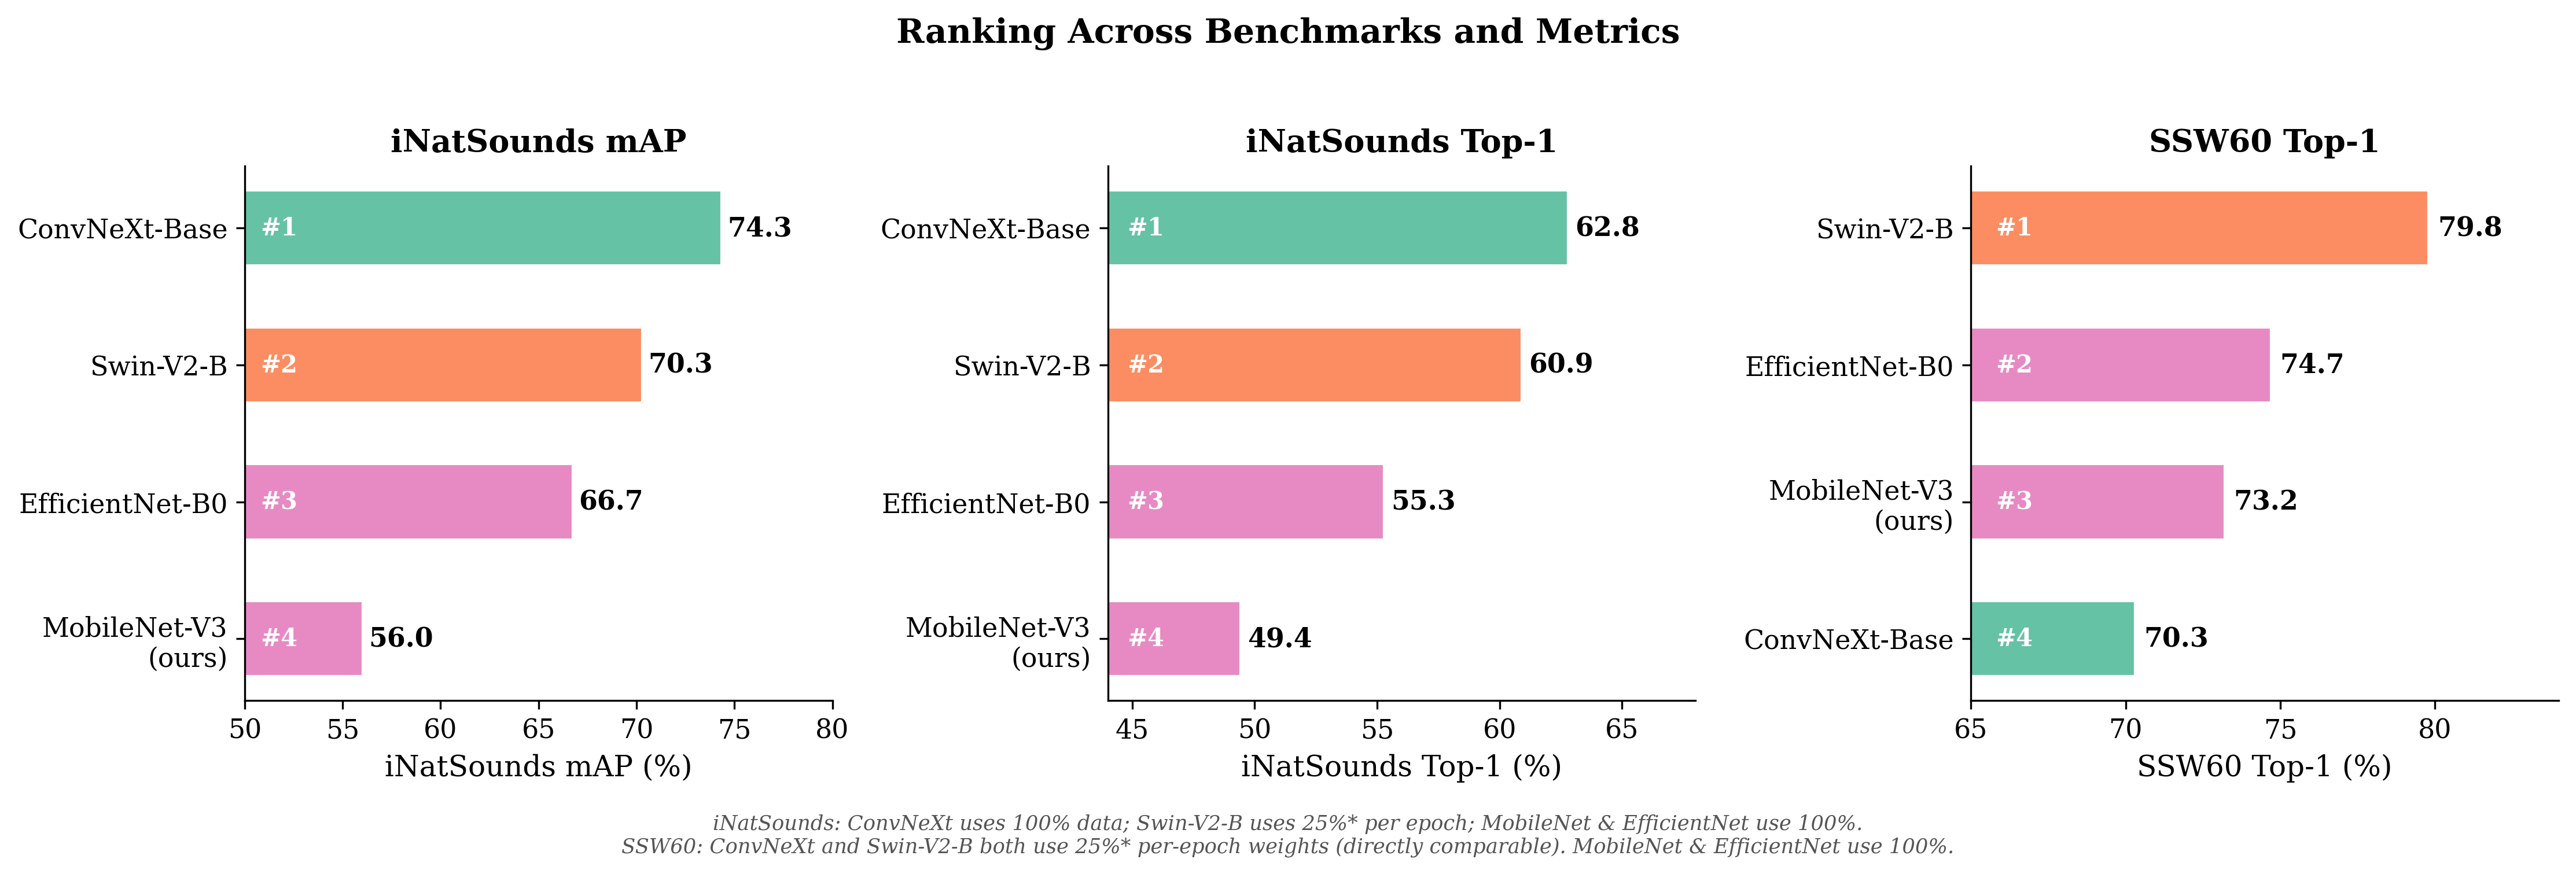 Ranking Across Benchmarks and Metrics
iNatSounds mAP
ConvNeXt-Base
#1
74.3
Swin-V2-B
#2
70.3
EfficientNet-B0
#3
66.7
MobileNet-V3
(ours)
#4
56.0
50 55 60 65 70 75 80
iNatSounds mAP (%)
iNatSounds Top-1
ConvNeXt-Base
#1
62.8
Swin-V2-B
#2
60.9
EfficientNet-B0
#3
55.3
MobileNet-V3
(ours)
#4
49.4
45 50 55 60 65
iNatSounds Top-1 (%)
SSW60 Top-1
Swin-V2-B
#1
79.8
EfficientNet-B0
#2
74.7
MobileNet-V3
(ours)
#3
73.2
ConvNeXt-Base
#4
70.3
65 70 75 80
SSW60 Top-1 (%)
iNatSounds: ConvNeXt uses 100% data; Swin-V2-B uses 25%* per epoch; MobileNet & EfficientNet use 100%.
SSW60: ConvNeXt and Swin-V2-B both use 25%* per-epoch weights (directly comparable). MobileNet & EfficientNet use 100%.